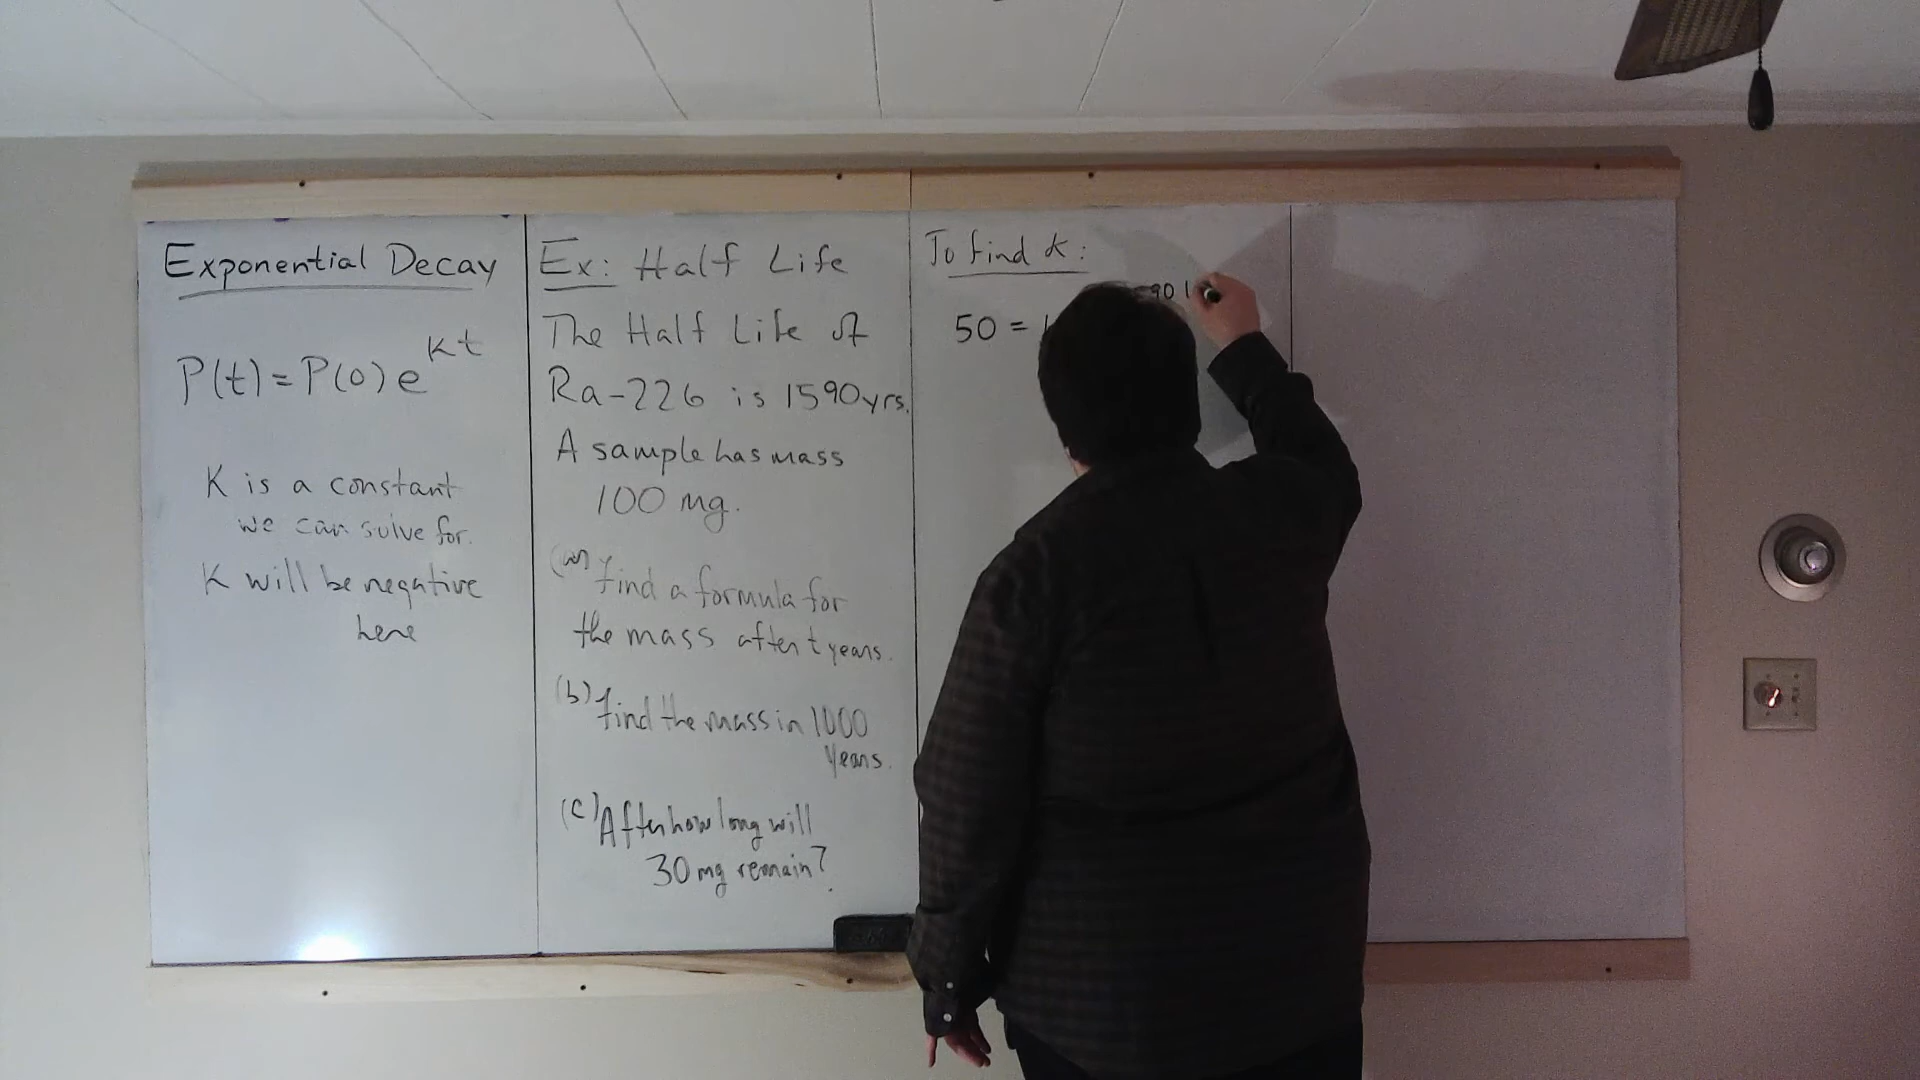 Exponential Decay
P(t) = P(0) e^{kt}
K is a constant
we can solve for.
K will be negative
here
Ex: Half Life
The Half Life of
Ra-226 is 1590 yrs.
A sample has mass
100 mg.
(a) find a formula for
the mass after t years.
(b) find the mass in 1000
years.
(c) After how long will
30 mg remain?
To find k:
50 =
90